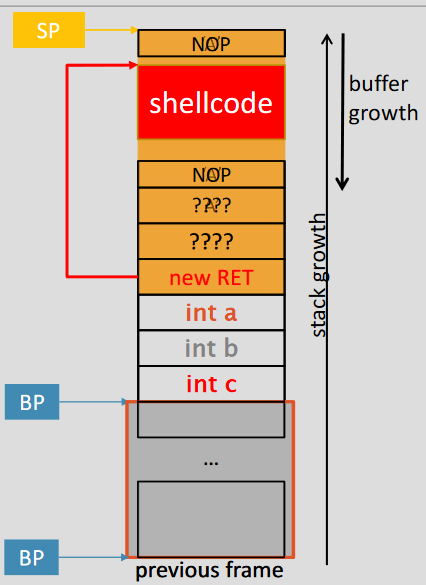 SP
NOP
shellcode
buffer
growth
NOP
????
????
new RET
stack growth
int a
int b
int c
BP
...
BP
previous frame